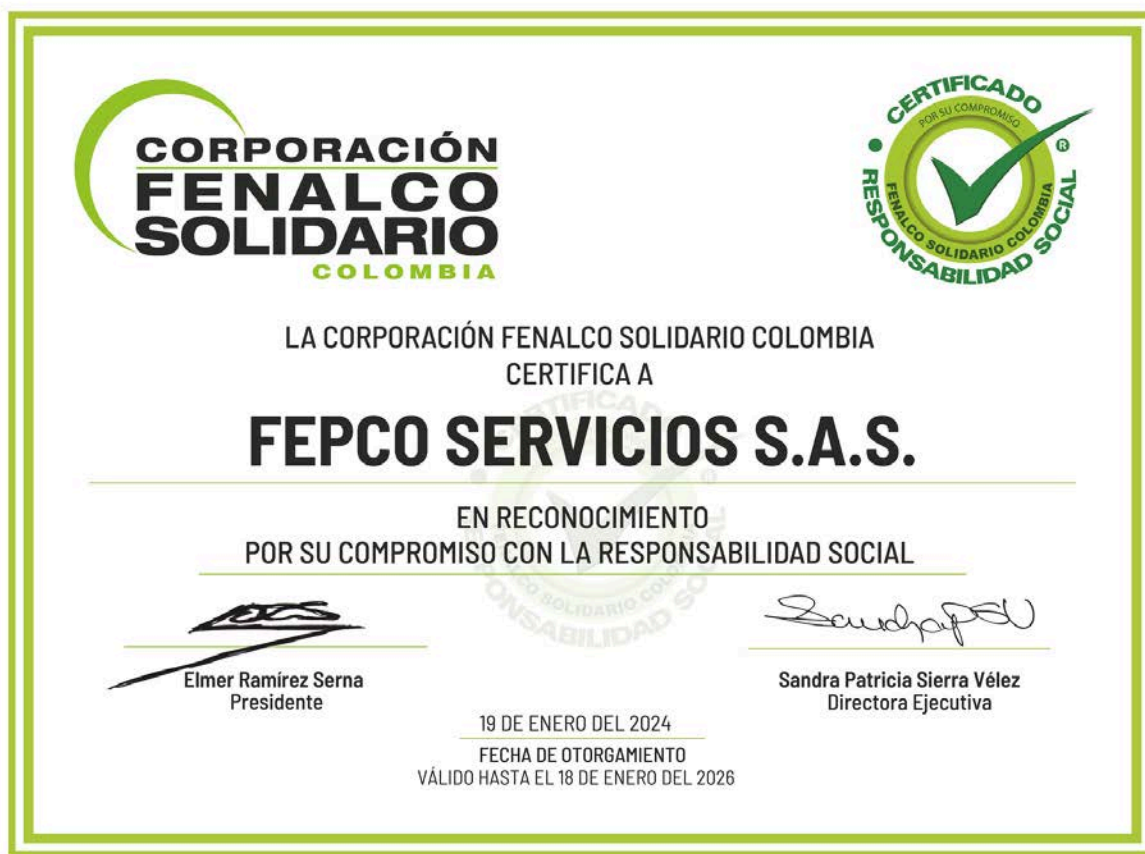 CORPORACIÓN
FENALCO
SOLIDARIO
COLOMBIA
CERTIFICADO
POR SU COMPROMISO
®
FENALCO SOLIDARIO COLOMBIA
RESPONSABILIDAD SOCIAL
LA CORPORACIÓN FENALCO SOLIDARIO COLOMBIA
CERTIFICA A
FEPCO SERVICIOS S.A.S.
EN RECONOCIMIENTO
POR SU COMPROMISO CON LA RESPONSABILIDAD SOCIAL
Elmer Ramírez Serna
Presidente
Sandra Patricia Sierra Vélez
Directora Ejecutiva
19 DE ENERO DEL 2024
FECHA DE OTORGAMIENTO
VÁLIDO HASTA EL 18 DE ENERO DEL 2026